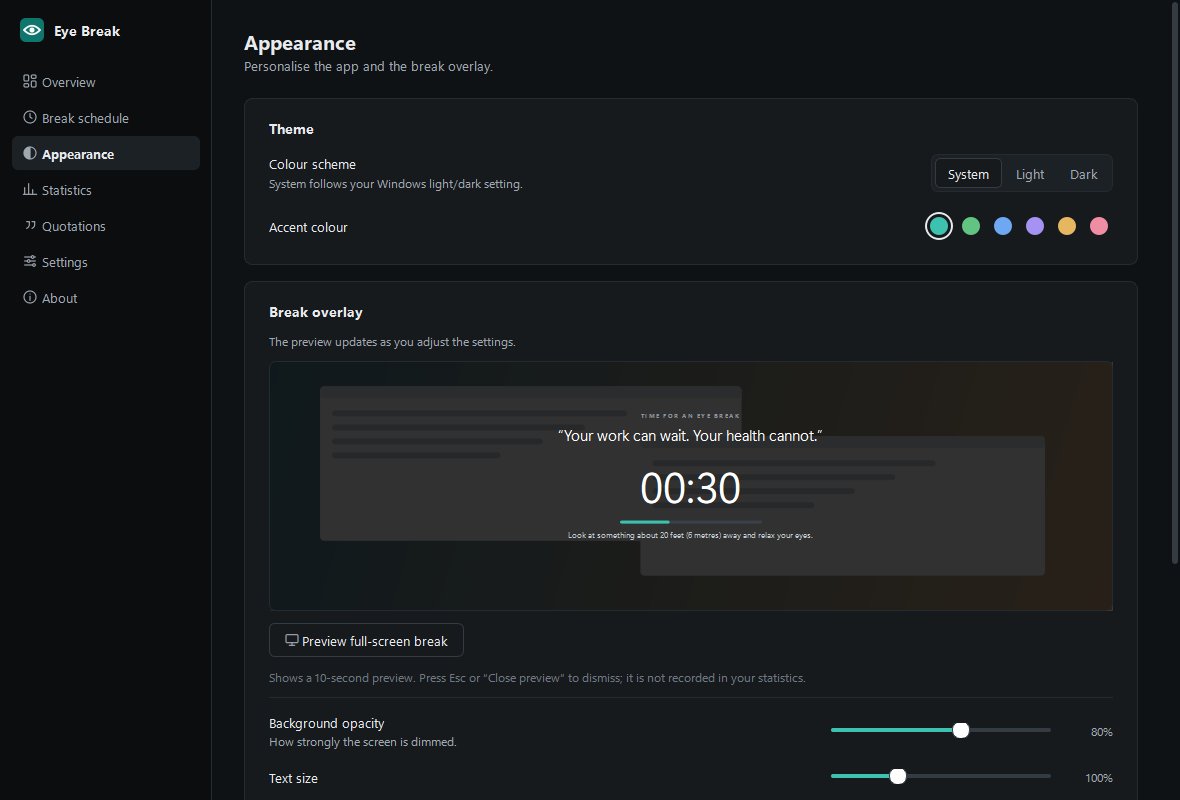 Eye Break
Overview
Break schedule
Appearance
Statistics
Quotations
Settings
About
Appearance
Personalise the app and the break overlay.
Theme
Colour scheme
System follows your Windows light/dark setting.
System Light Dark
Accent colour
Break overlay
The preview updates as you adjust the settings.
TIME FOR AN EYE BREAK
“Your work can wait. Your health cannot.”
00:30
Look at something about 20 feet (6 metres) away and relax your eyes.
Preview full-screen break
Shows a 10-second preview. Press Esc or “Close preview” to dismiss; it is not recorded in your statistics.
Background opacity
How strongly the screen is dimmed.
80%
Text size
100%